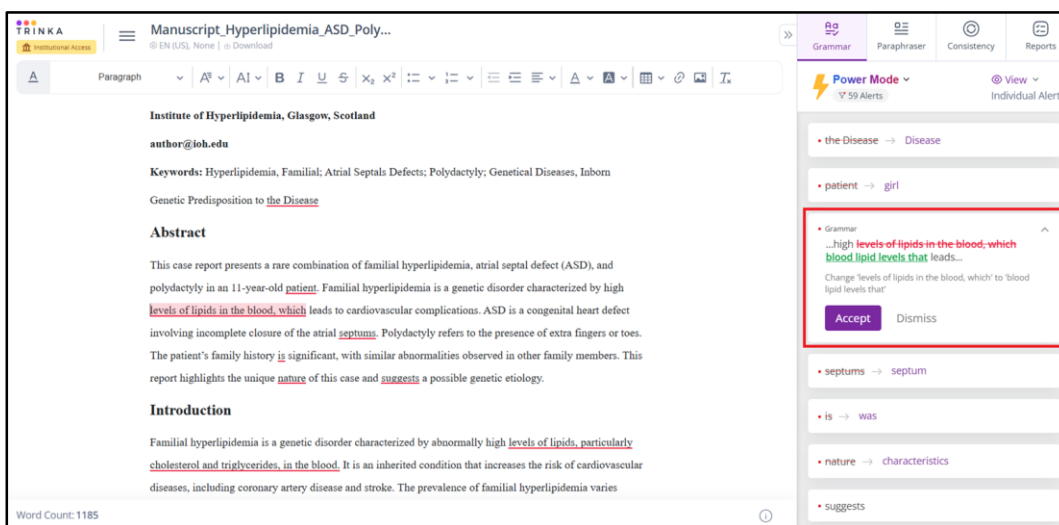 TRINKA
Institutional Access
Manuscript_Hyperlipidemia_ASD_Poly...
EN (US), None | Download
Paragraph
Institute of Hyperlipidemia, Glasgow, Scotland
author@ioh.edu
Keywords: Hyperlipidemia, Familial; Atrial Septals Defects; Polydactyly; Genetical Diseases, Inborn
Genetic Predisposition to the Disease
Abstract
This case report presents a rare combination of familial hyperlipidemia, atrial septal defect (ASD), and
polydactyly in an 11-year-old patient. Familial hyperlipidemia is a genetic disorder characterized by high
levels of lipids in the blood, which leads to cardiovascular complications. ASD is a congenital heart defect
involving incomplete closure of the atrial septums. Polydactyly refers to the presence of extra fingers or toes.
The patient's family history is significant, with similar abnormalities observed in other family members. This
report highlights the unique nature of this case and suggests a possible genetic etiology.
Introduction
Familial hyperlipidemia is a genetic disorder characterized by abnormally high levels of lipids, particularly
cholesterol and triglycerides, in the blood. It is an inherited condition that increases the risk of cardiovascular
diseases, including coronary artery disease and stroke. The prevalence of familial hyperlipidemia varies
Word Count: 1185
Grammar Paraphraser Consistency Reports
Power Mode View
59 Alerts Individual Alert
the Disease → Disease
patient → girl
Grammar
...high levels of lipids in the blood, which
blood lipid levels that leads...
Change 'levels of lipids in the blood, which' to 'blood
lipid levels that'
Accept Dismiss
septums → septum
is → was
nature → characteristics
suggests